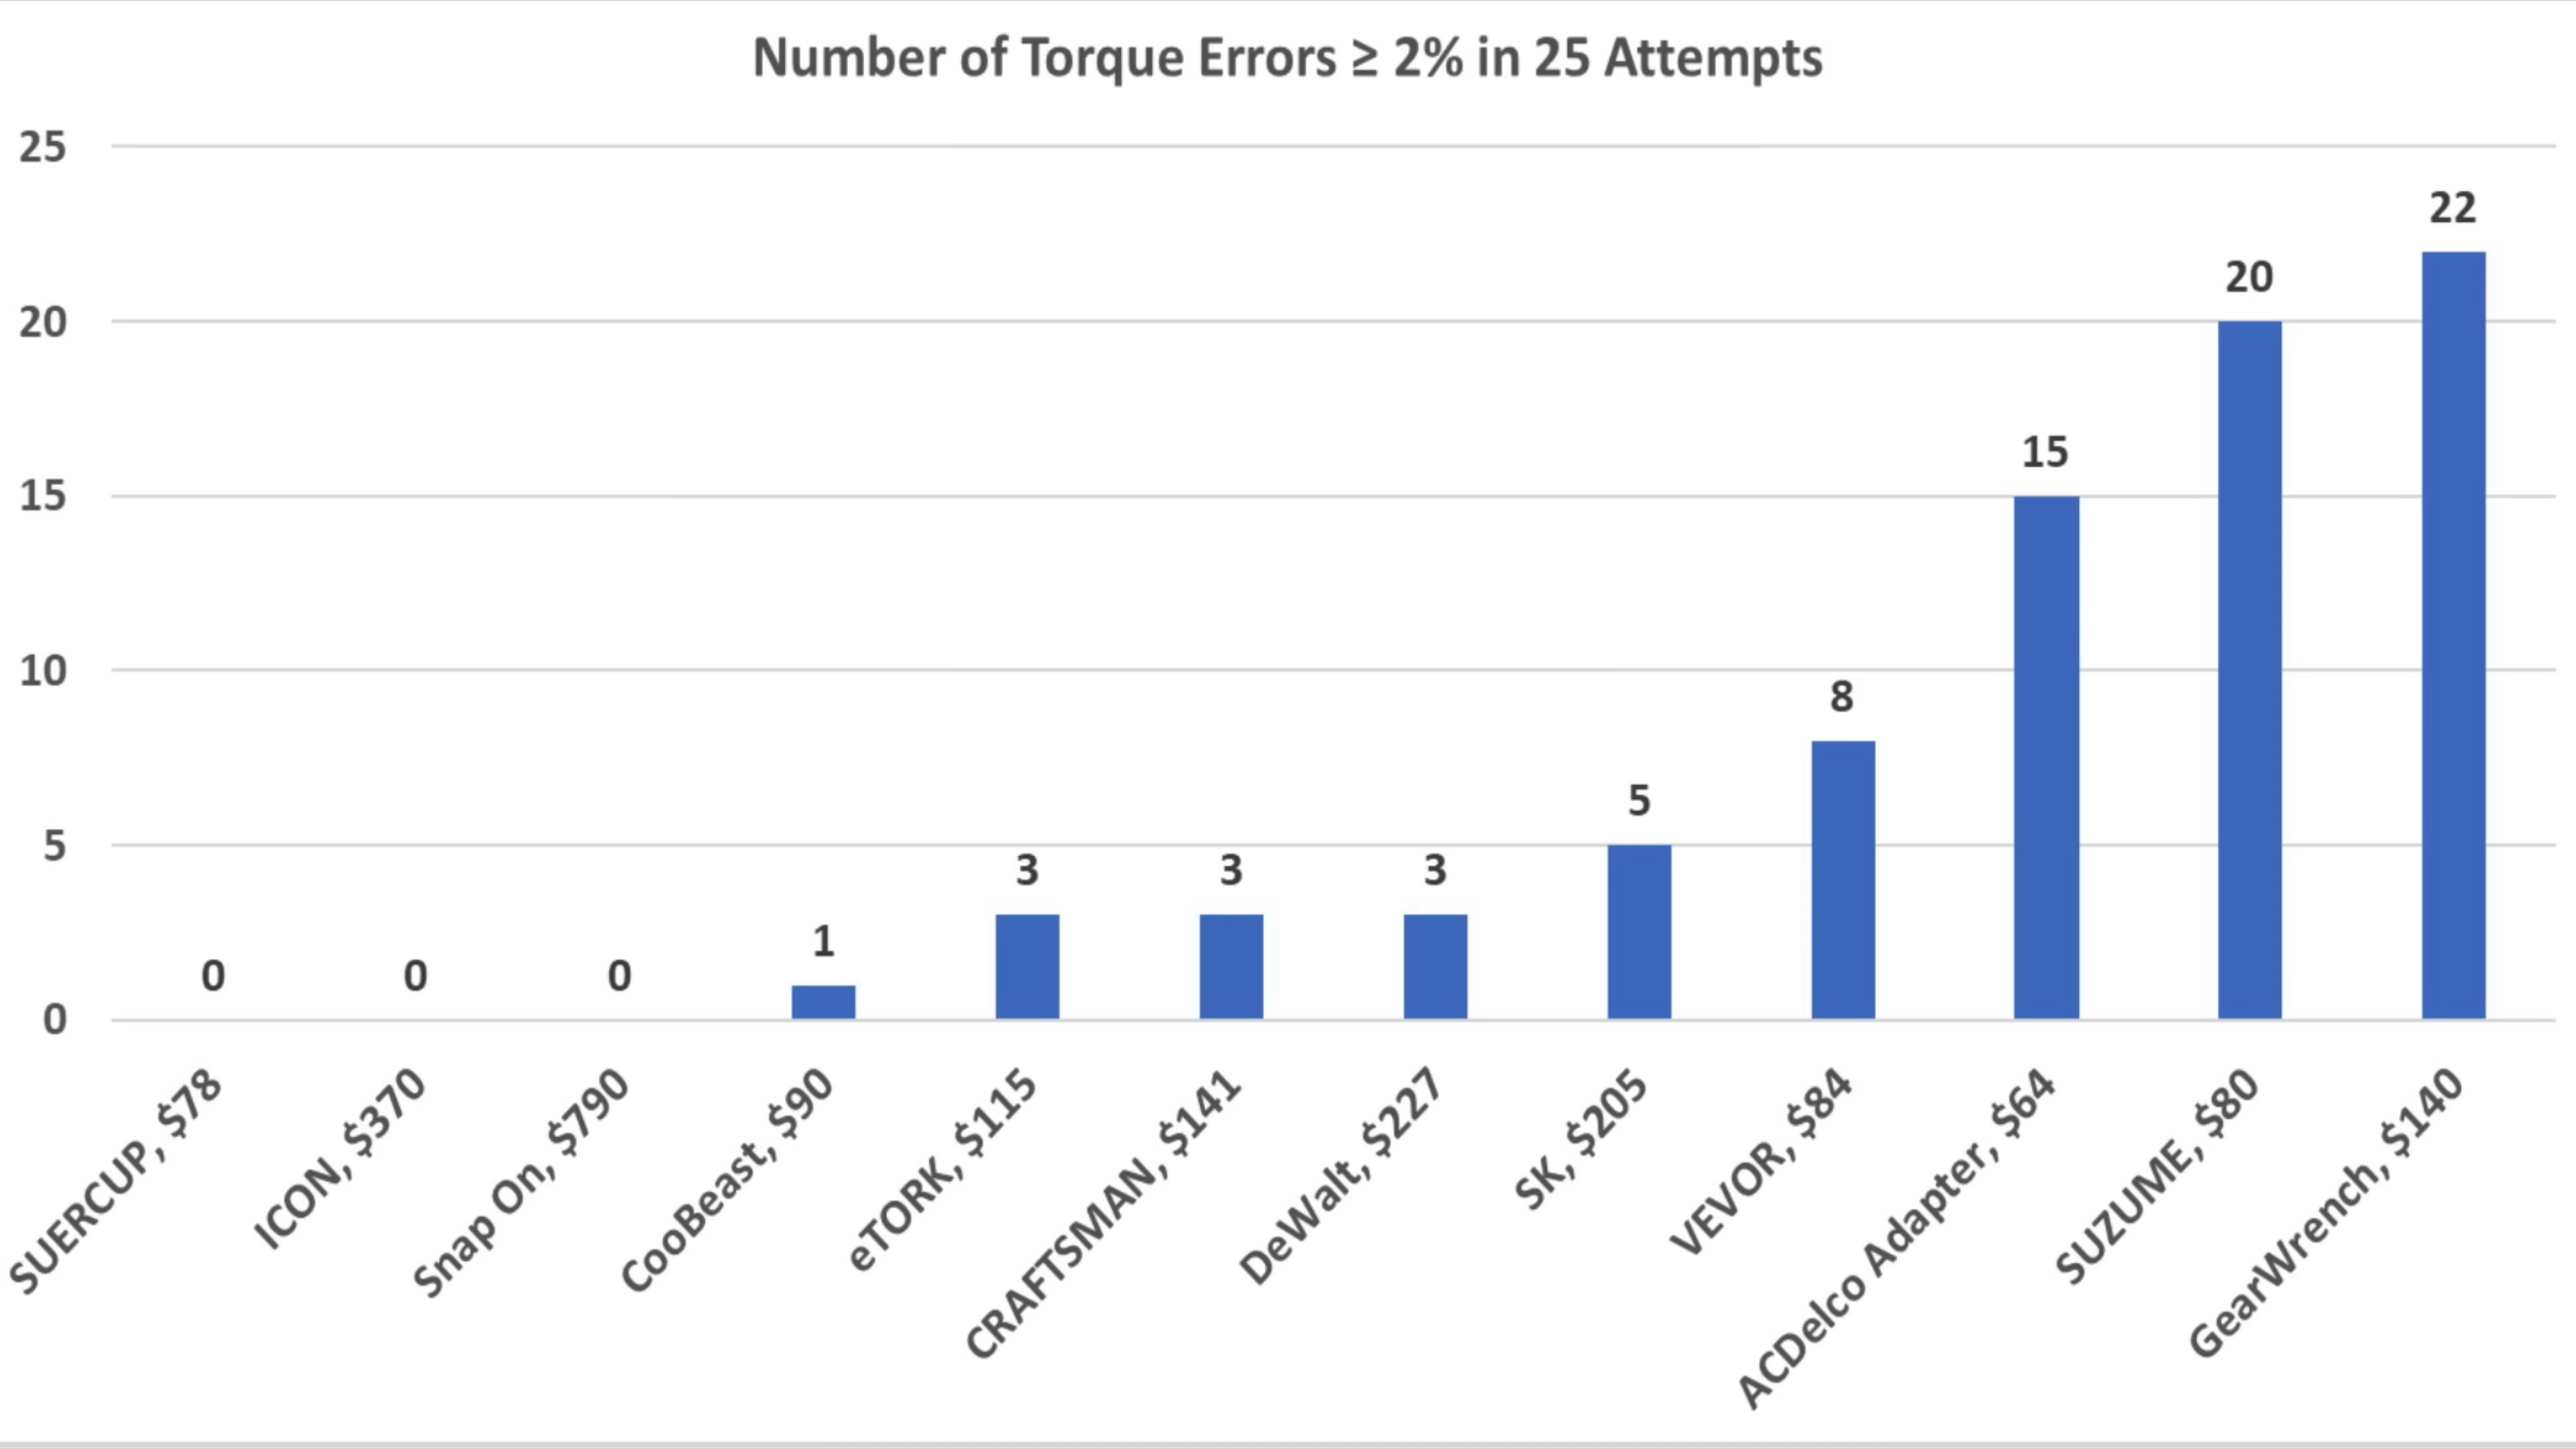 Number of Torque Errors ≥ 2% in 25 Attempts
25
20
15
10
5
0
0
0
0
1
3
3
3
5
8
15
20
22
SUERCUP, $78
ICON, $370
Snap On, $790
CooBeast, $90
eTORK, $115
CRAFTSMAN, $141
DeWalt, $227
SK, $205
VEVOR, $84
ACDelco Adapter, $64
SUZUME, $80
GearWrench, $140